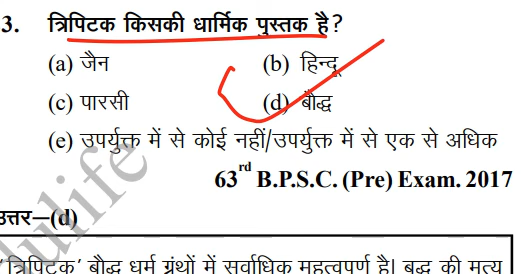 3. त्रिपिटक किसकी धार्मिक पुस्तक है?
(a) जैन (b) हिन्दू
(c) पारसी (d) बौद्ध
(e) उपर्युक्त में से कोई नहीं/उपर्युक्त में से एक से अधिक
63rd B.P.S.C. (Pre) Exam. 2017
उत्तर—(d)
'त्रिपिटक' बौद्ध धर्म ग्रंथों में सर्वाधिक महत्वपूर्ण है। बुद्ध की मृत्यु